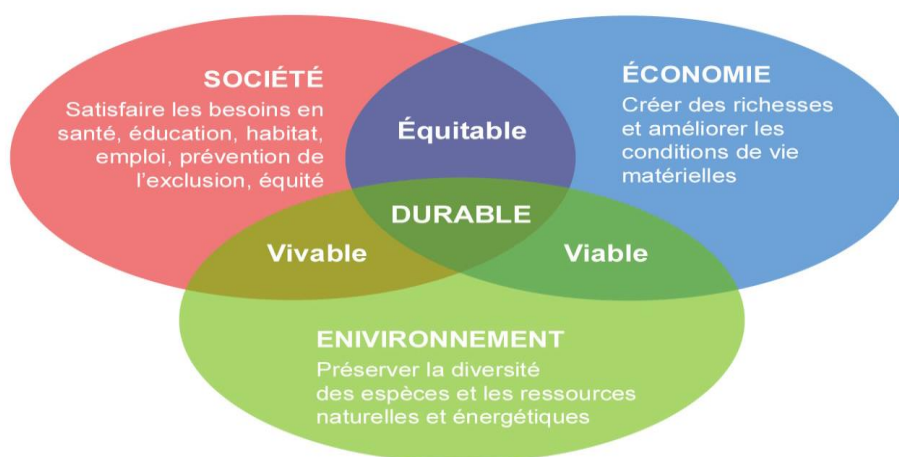 SOCIÉTÉ
Satisfaire les besoins en
santé, éducation, habitat,
emploi, prévention de
l'exclusion, équité
Équitable
ÉCONOMIE
Créer des richesses
et améliorer les
conditions de vie
matérielles
DURABLE
Vivable
Viable
ENIVIRONNEMENT
Préserver la diversité
des espèces et les ressources
naturelles et énergétiques